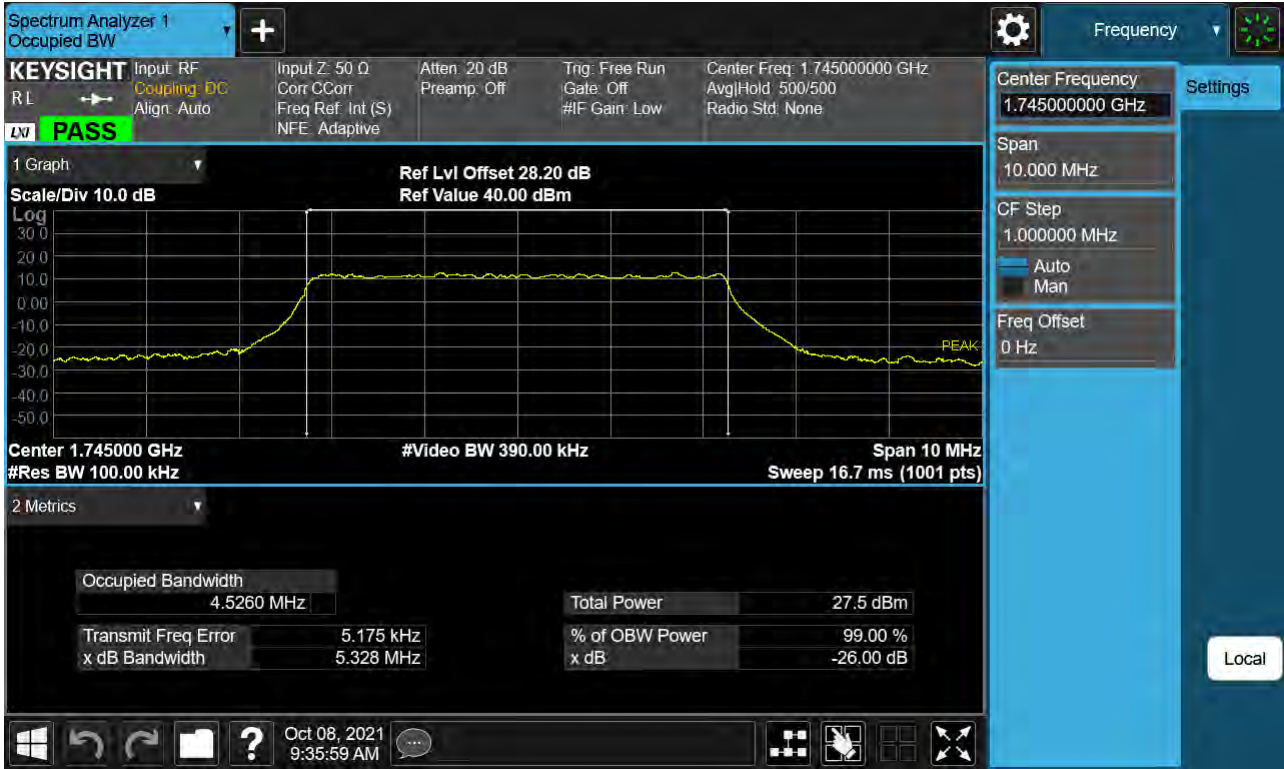 Spectrum Analyzer 1
Occupied BW
+
Frequency
KEYSIGHT
RL
LXI
PASS
Input: RF
Coupling: DC
Align: Auto
Input Z: 50 Ω
Corr CCorr
Freq Ref: Int (S)
NFE: Adaptive
Atten: 20 dB
Preamp: Off
Trig: Free Run
Gate: Off
#IF Gain: Low
Center Freq: 1.745000000 GHz
Avg|Hold: 500/500
Radio Std: None
Center Frequency
1.745000000 GHz
Settings
Span
10.000 MHz
CF Step
1.000000 MHz
Auto
Man
Freq Offset
0 Hz
Local
1 Graph
Scale/Div 10.0 dB
Ref Lvl Offset 28.20 dB
Ref Value 40.00 dBm
Log
30.0
20.0
10.0
0.00
-10.0
-20.0
-30.0
-40.0
-50.0
PEAK
Center 1.745000 GHz
#Video BW 390.00 kHz
Span 10 MHz
#Res BW 100.00 kHz
Sweep 16.7 ms (1001 pts)
2 Metrics
Occupied Bandwidth
4.5260 MHz
Transmit Freq Error 5.175 kHz
x dB Bandwidth 5.328 MHz
Total Power 27.5 dBm
% of OBW Power 99.00 %
x dB -26.00 dB
?
Oct 08, 2021
9:35:59 AM